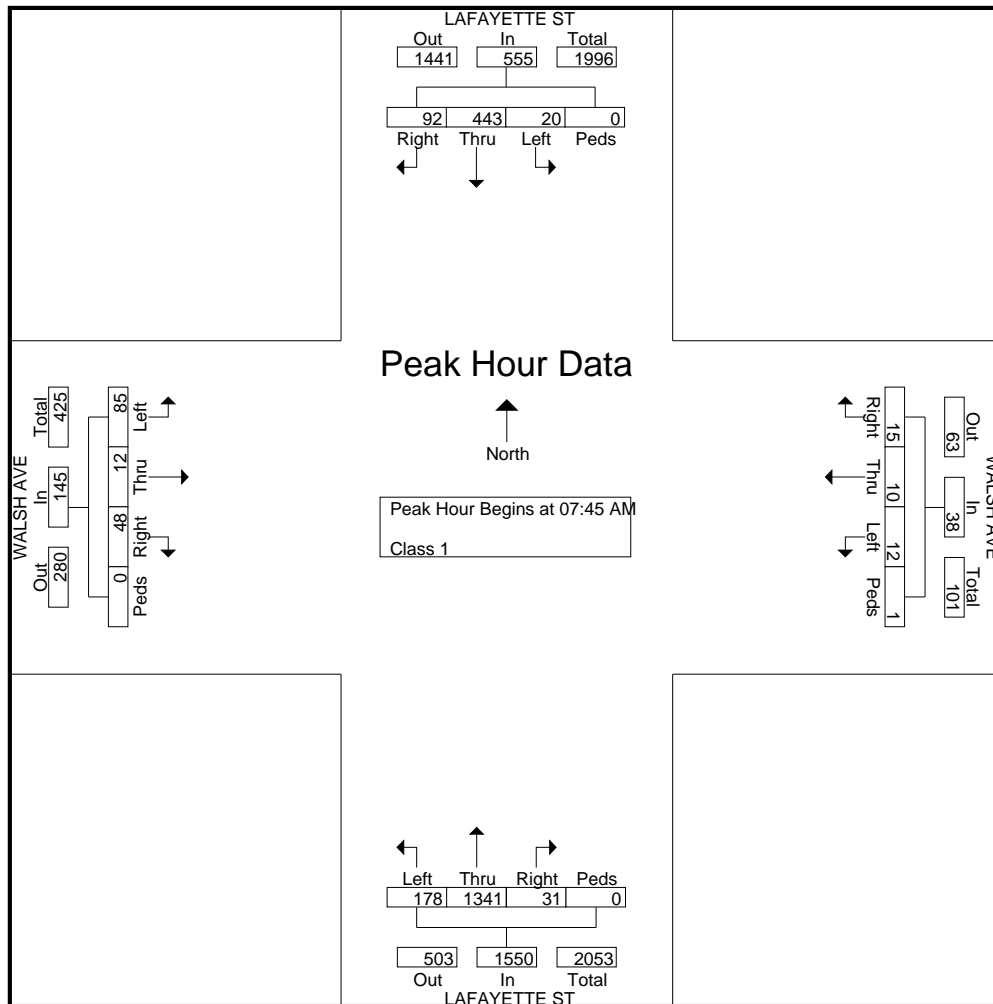 LAFAYETTE ST
Out In Total
1441 555 1996
92 443 20 0
Right Thru Left Peds
Peak Hour Data
North
Peak Hour Begins at 07:45 AM
Class 1
WALSH AVE
Total In Out
425 145 280
85 12 48 0
Left Thru Right Peds
WALSH AVE
Out In Total
63 38 101
15 10 12 1
Right Thru Left Peds
Left Thru Right Peds
178 1341 31 0
503 1550 2053
Out In Total
LAFAYETTE ST